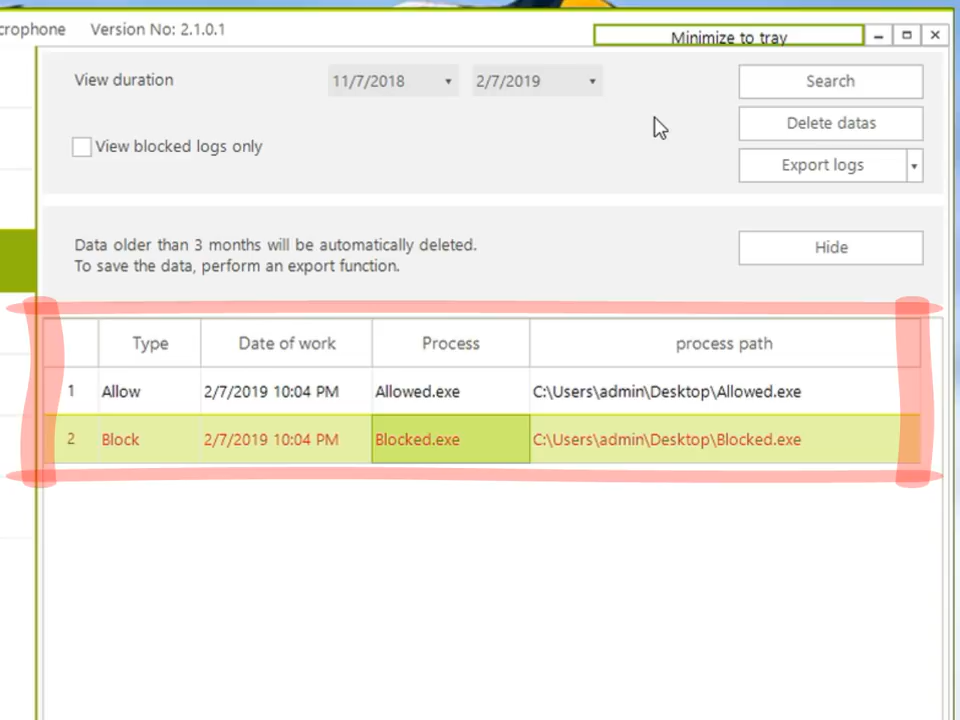 crophone Version No: 2.1.0.1 Minimize to tray
View duration 11/7/2018 2/7/2019 Search
Delete datas
View blocked logs only
Export logs
Data older than 3 months will be automatically deleted.
To save the data, perform an export function.
Hide
Type Date of work Process process path
1 Allow 2/7/2019 10:04 PM Allowed.exe C:\Users\admin\Desktop\Allowed.exe
2 Block 2/7/2019 10:04 PM Blocked.exe C:\Users\admin\Desktop\Blocked.exe